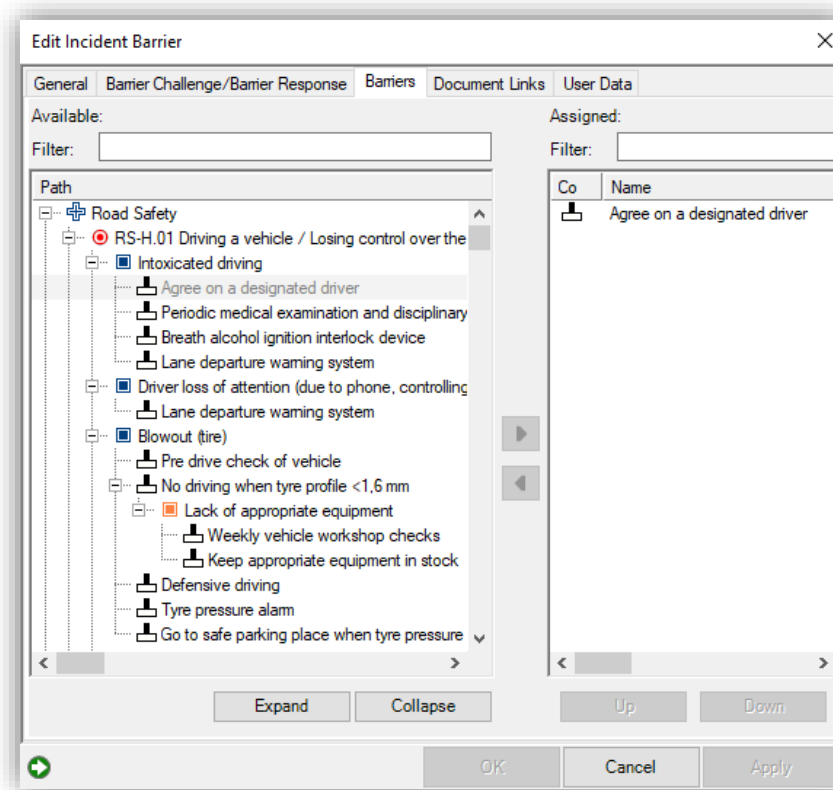 Edit Incident Barrier
General Barrier Challenge/Barrier Response Barriers Document Links User Data
Available:
Assigned:
Filter:
Filter:
Path
Co Name
Road Safety
Agree on a designated driver
RS-H.01 Driving a vehicle / Losing control over the
Intoxicated driving
Agree on a designated driver
Periodic medical examination and disciplinary
Breath alcohol ignition interlock device
Lane departure warning system
Driver loss of attention (due to phone, controlling
Lane departure warning system
Blowout (tire)
Pre drive check of vehicle
No driving when tyre profile <1,6 mm
Lack of appropriate equipment
Weekly vehicle workshop checks
Keep appropriate equipment in stock
Defensive driving
Tyre pressure alarm
Go to safe parking place when tyre pressure
Expand Collapse Up Down
OK Cancel Apply